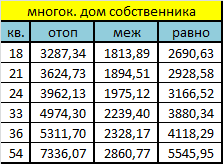 многок. дом собственника
кв. отоп меж равно
18 3287,34 1813,89 2690,63
21 3624,73 1894,51 2928,58
24 3962,13 1975,12 3166,52
33 4974,30 2239,40 3880,34
36 5311,70 2328,17 4118,29
54 7336,07 2860,77 5545,95